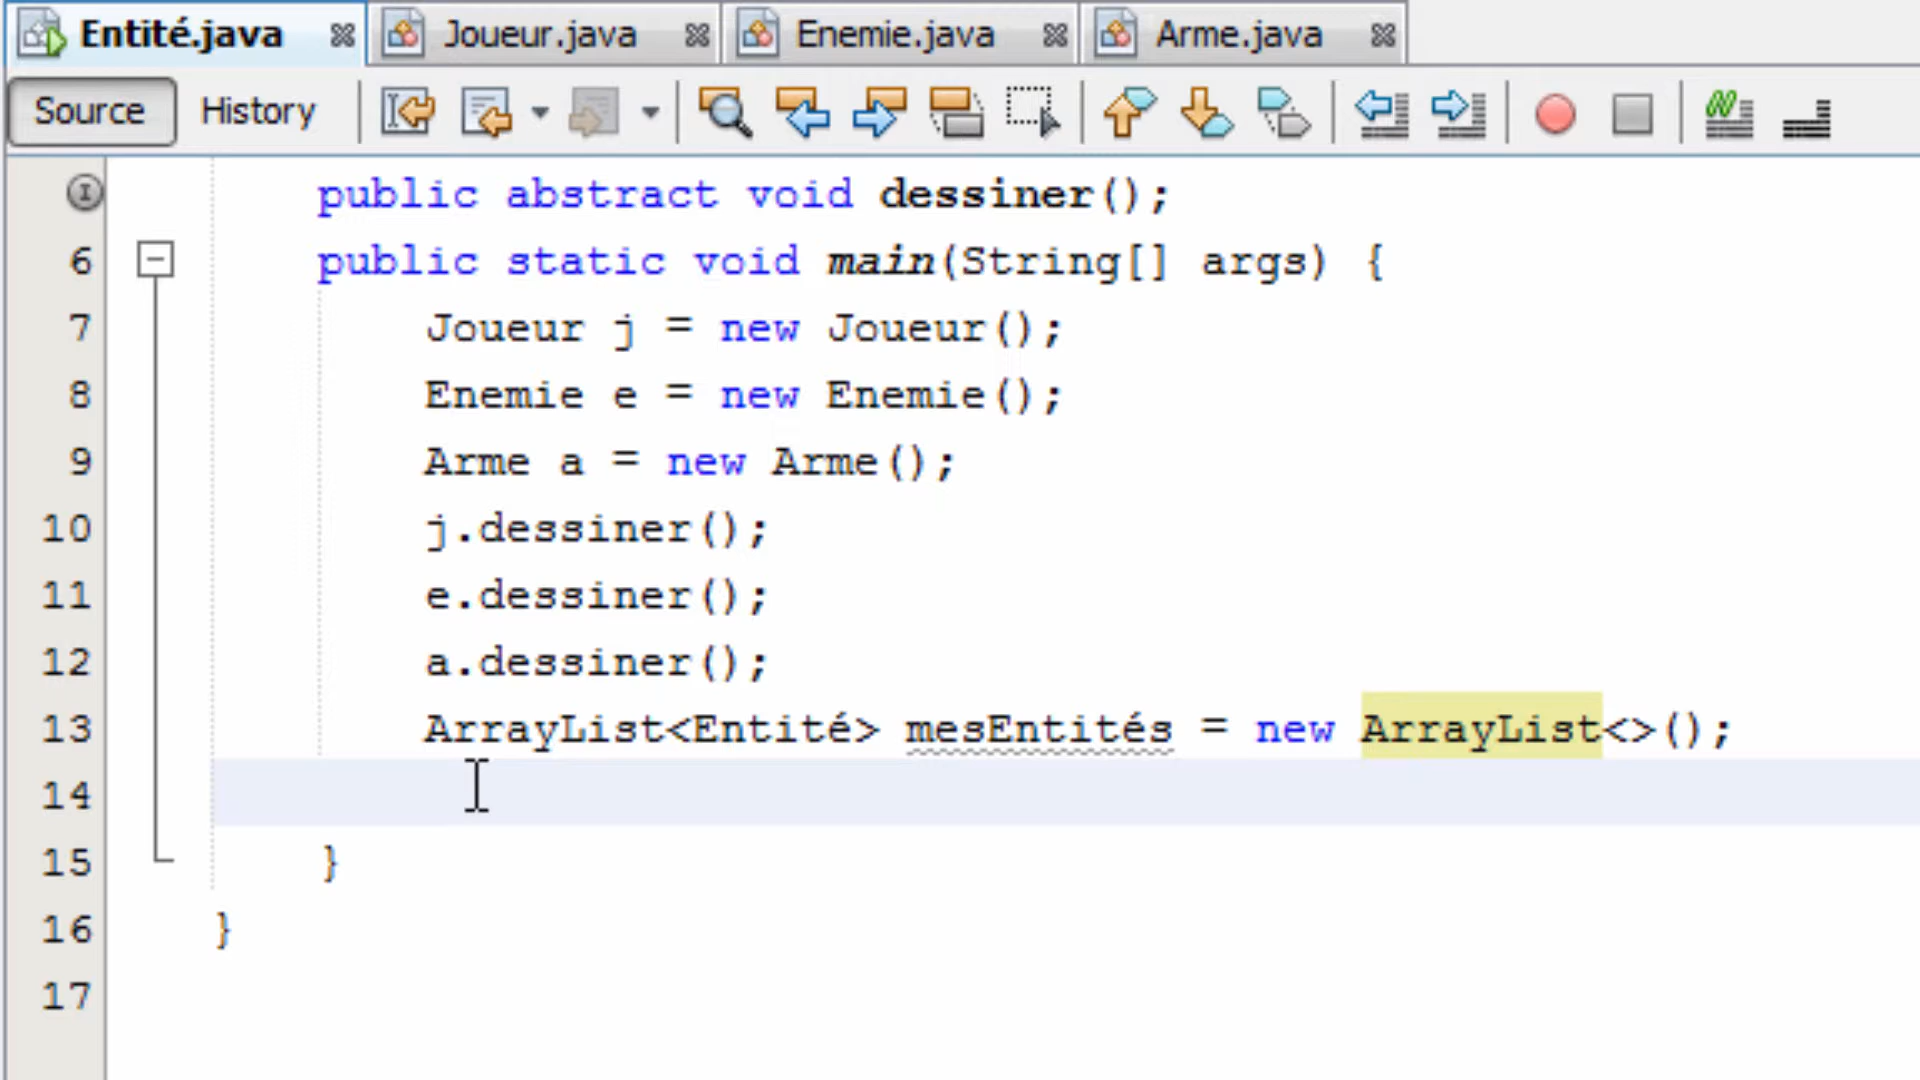 Entité.java Joueur.java Enemie.java Arme.java
Source History
public abstract void dessiner();
6 public static void main(String[] args) {
7 Joueur j = new Joueur();
8 Enemie e = new Enemie();
9 Arme a = new Arme();
10 j.dessiner();
11 e.dessiner();
12 a.dessiner();
13 ArrayList<Entité> mesEntités = new ArrayList<>();
14
15 }
16 }
17